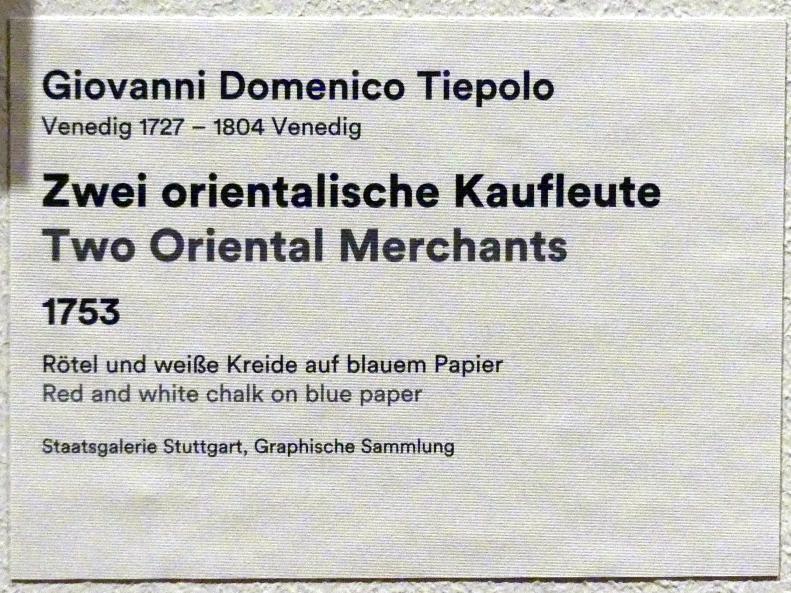 Giovanni Domenico Tiepolo
Venedig 1727 – 1804 Venedig
Zwei orientalische Kaufleute
Two Oriental Merchants
1753
Rötel und weiße Kreide auf blauem Papier
Red and white chalk on blue paper
Staatsgalerie Stuttgart, Graphische Sammlung